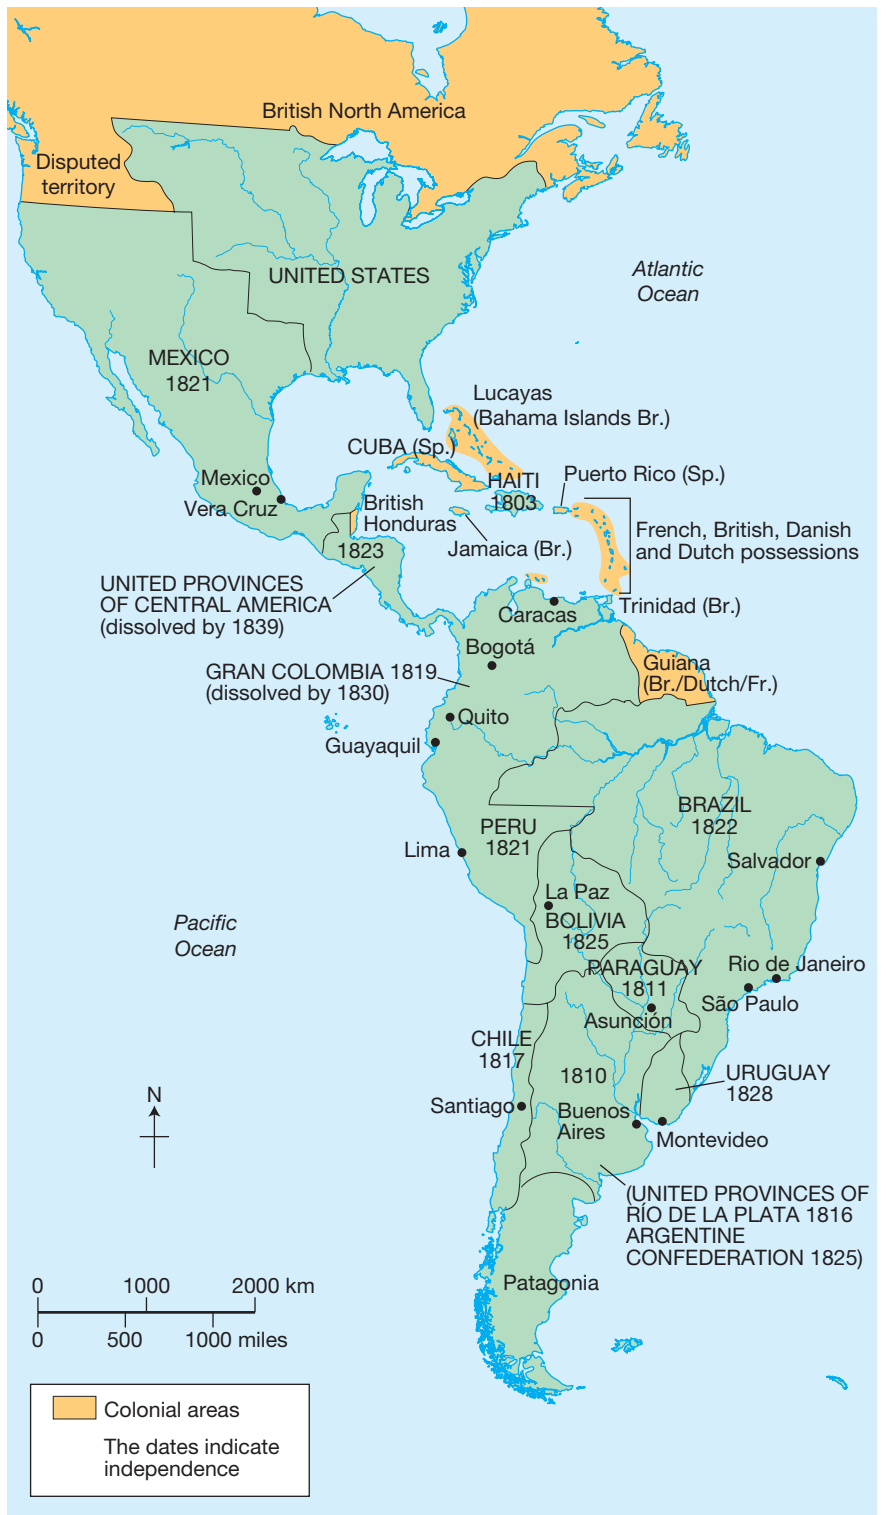 British North America
Disputed
territory
UNITED STATES
Atlantic
Ocean
MEXICO
1821
Lucayas
(Bahama Islands Br.)
CUBA (Sp.)
HAITI
1803
Puerto Rico (Sp.)
Mexico
Vera Cruz
British
Honduras
Jamaica (Br.)
French, British, Danish
and Dutch possessions
1823
UNITED PROVINCES
OF CENTRAL AMERICA
(dissolved by 1839)
Trinidad (Br.)
Caracas
Bogotá
Guiana
(Br./Dutch/Fr.)
GRAN COLOMBIA 1819
(dissolved by 1830)
Quito
Guayaquil
BRAZIL
1822
PERU
1821
Lima
Salvador
La Paz
BOLIVIA
1825
Pacific
Ocean
PARAGUAY
1811
Rio de Janeiro
São Paulo
Asunción
CHILE
1817
1810
URUGUAY
1828
Santiago
Buenos
Aires
Montevideo
N
(UNITED PROVINCES OF
RÍO DE LA PLATA 1816
ARGENTINE
CONFEDERATION 1825)
Patagonia
0 1000 2000 km
0 500 1000 miles
Colonial areas
The dates indicate
independence